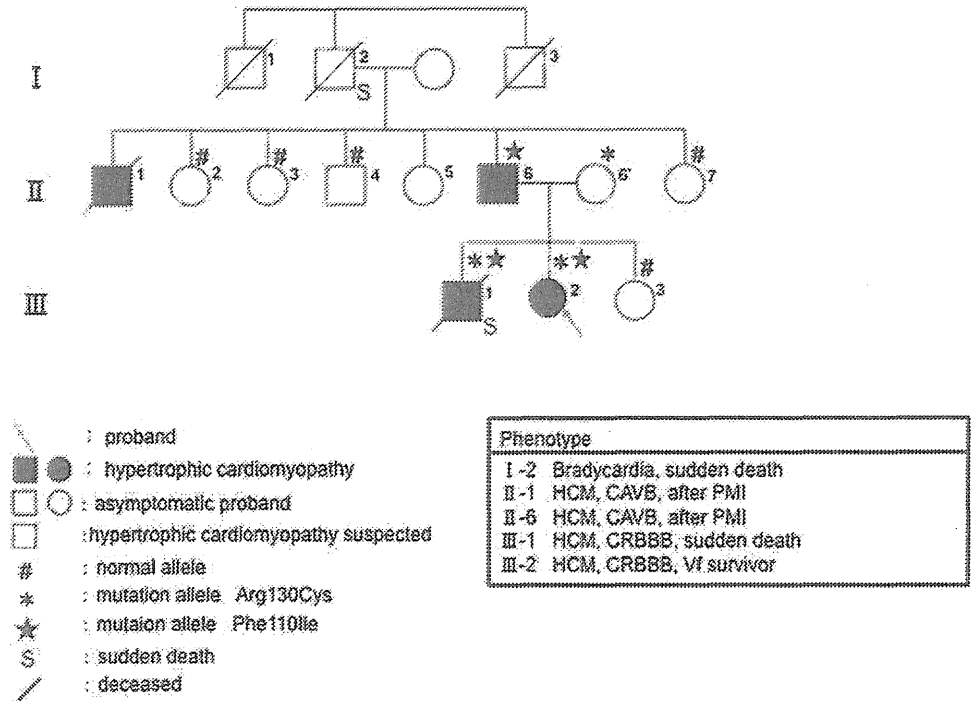 I
1
2
S
3
II
#
#
#
★
*
#
1
2
3
4
5
6
6'
7
III
* ★
* ★
#
1
2
3
S
: proband
: hypertrophic cardiomyopathy
: asymptomatic proband
:hypertrophic cardiomyopathy suspected
# : normal allele
* : mutation allele Arg130Cys
★ : mutaion allele Phe110Ile
S : sudden death
: deceased
Phenotype
I-2 Bradycardia, sudden death
II-1 HCM, CAVB, after PMI
II-6 HCM, CAVB, after PMI
III-1 HCM, CRBBB, sudden death
III-2 HCM, CRBBB, Vf survivor